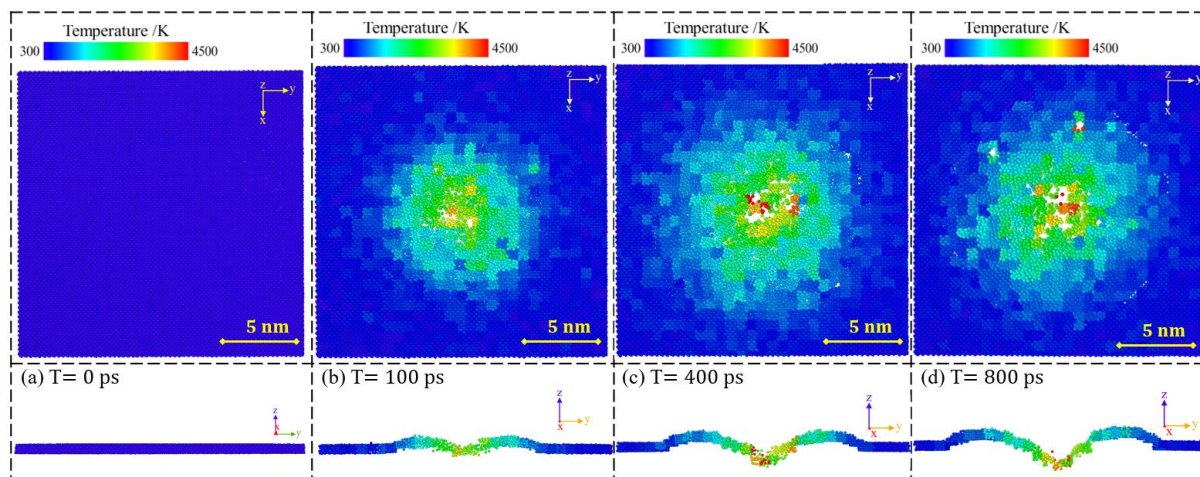 Temperature /K
300 4500
z
y
x
5 nm
Temperature /K
300 4500
z
y
x
5 nm
Temperature /K
300 4500
z
y
x
5 nm
Temperature /K
300 4500
z
y
x
5 nm
(a) T= 0 ps
(b) T= 100 ps
(c) T= 400 ps
(d) T= 800 ps
z
x y
z
x y
z
x y
z
x y